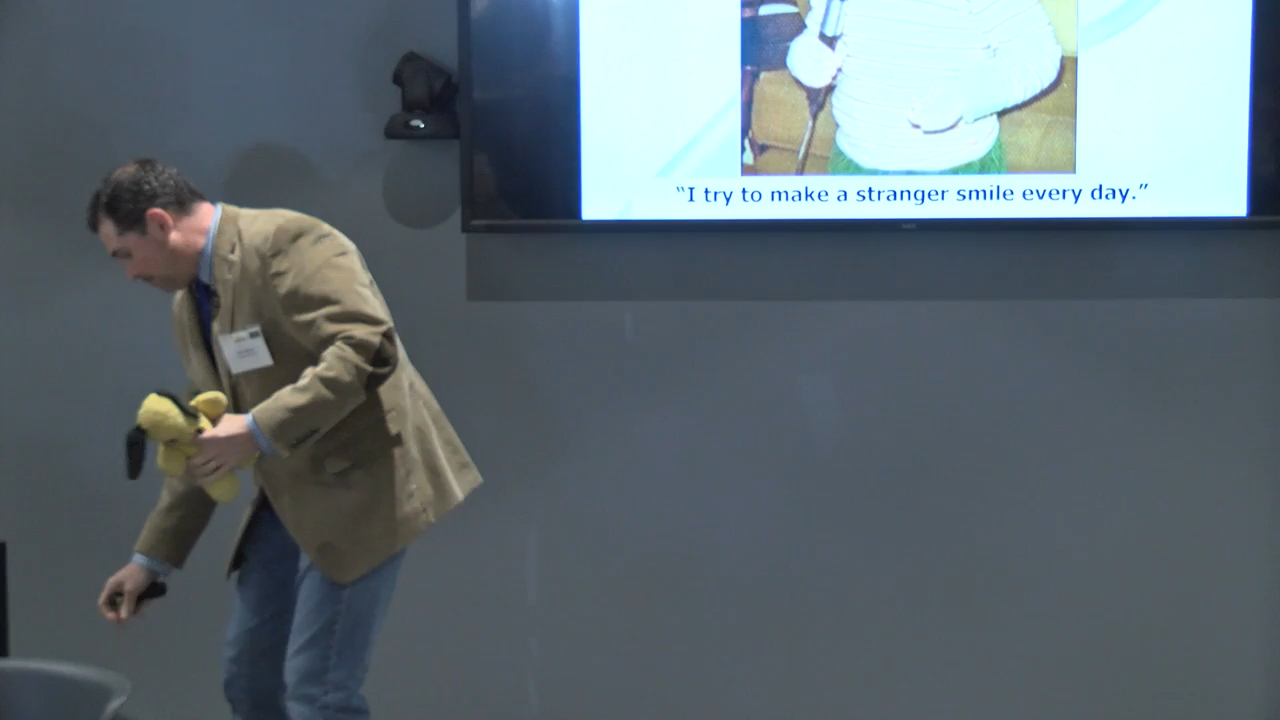 “I try to make a stranger smile every day.”